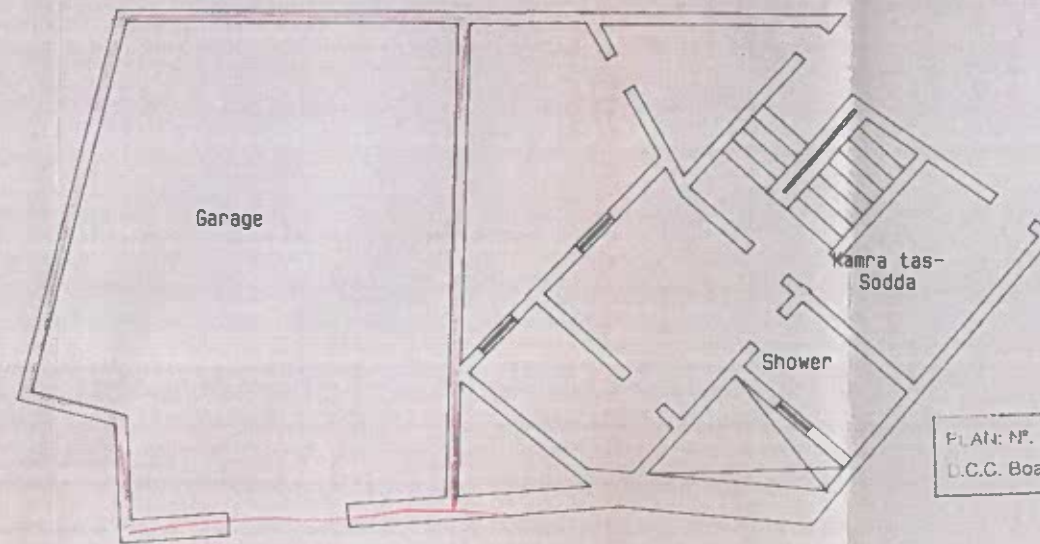 Garage
Kamra tas-
Sodda
Shower
PLAN: Nº.
D.C.C. Boa